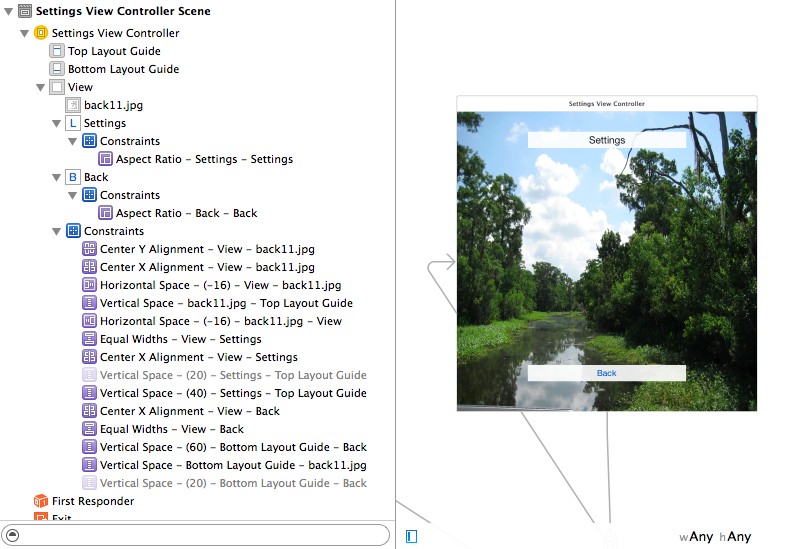 Settings View Controller Scene
Settings View Controller
Top Layout Guide
Bottom Layout Guide
View
back11.jpg
L Settings
Constraints
Aspect Ratio - Settings - Settings
B Back
Constraints
Aspect Ratio - Back - Back
Constraints
Center Y Alignment - View - back11.jpg
Center X Alignment - View - back11.jpg
Horizontal Space - (-16) - View - back11.jpg
Vertical Space - back11.jpg - Top Layout Guide
Horizontal Space - (-16) - back11.jpg - View
Equal Widths - View - Settings
Center X Alignment - View - Settings
Vertical Space - (20) - Settings - Top Layout Guide
Vertical Space - (40) - Settings - Top Layout Guide
Center X Alignment - View - Back
Equal Widths - View - Back
Vertical Space - (60) - Bottom Layout Guide - Back
Vertical Space - Bottom Layout Guide - back11.jpg
Vertical Space - (20) - Bottom Layout Guide - Back
First Responder
Exit
Settings View Controller
Settings
Back
wAny hAny